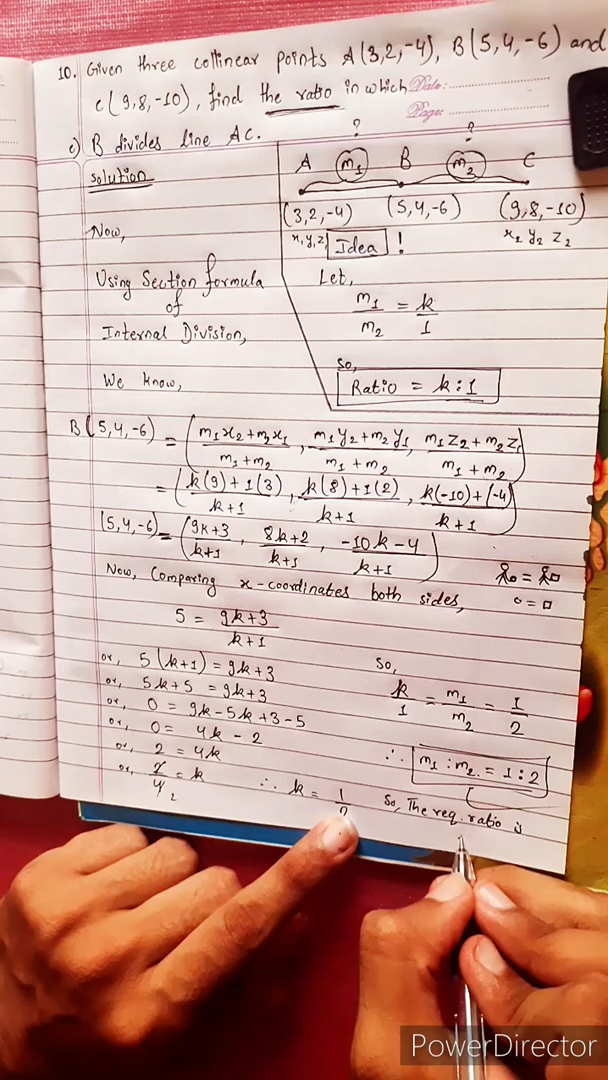 10. Given three collinear points A(3,2,-4), B(5,4,-6) and
C(9,8,-10), find the ratio in which
Date:
Page:
c) B divides line AC.
solution
? ?
A m₁ B m₂ C
(3,2,-4) (5,4,-6) (9,8,-10)
x₁y₁z₁ x₂ y₂ z₂
Idea !
Now,
Using Section formula
of
Internal Division,
We know,
Let,
m₁/m₂ = k/1
So,
Ratio = k:1
B(5,4,-6) = (m₁x₂+m₂x₁/m₁+m₂, m₁y₂+m₂y₁/m₁+m₂, m₁z₂+m₂z₁/m₁+m₂)
= (k(9)+1(3)/k+1, k(8)+1(2)/k+1, k(-10)+(-4)/k+1)
(5,4,-6) = (9k+3/k+1, 8k+2/k+1, -10k-4/k+1)
Now, Comparing x-coordinates both sides,
5 = 9k+3/k+1
or, 5(k+1) = 9k+3
or, 5k+5 = 9k+3
or, 0 = 9k-5k+3-5
or, 0 = 4k-2
or, 2 = 4k
or, 2/4 = k
2
∴ k = 1/2
So,
k/1 = m₁/m₂ = 1/2
∴ m₁:m₂ = 1:2
So, The req. ratio is
PowerDirector